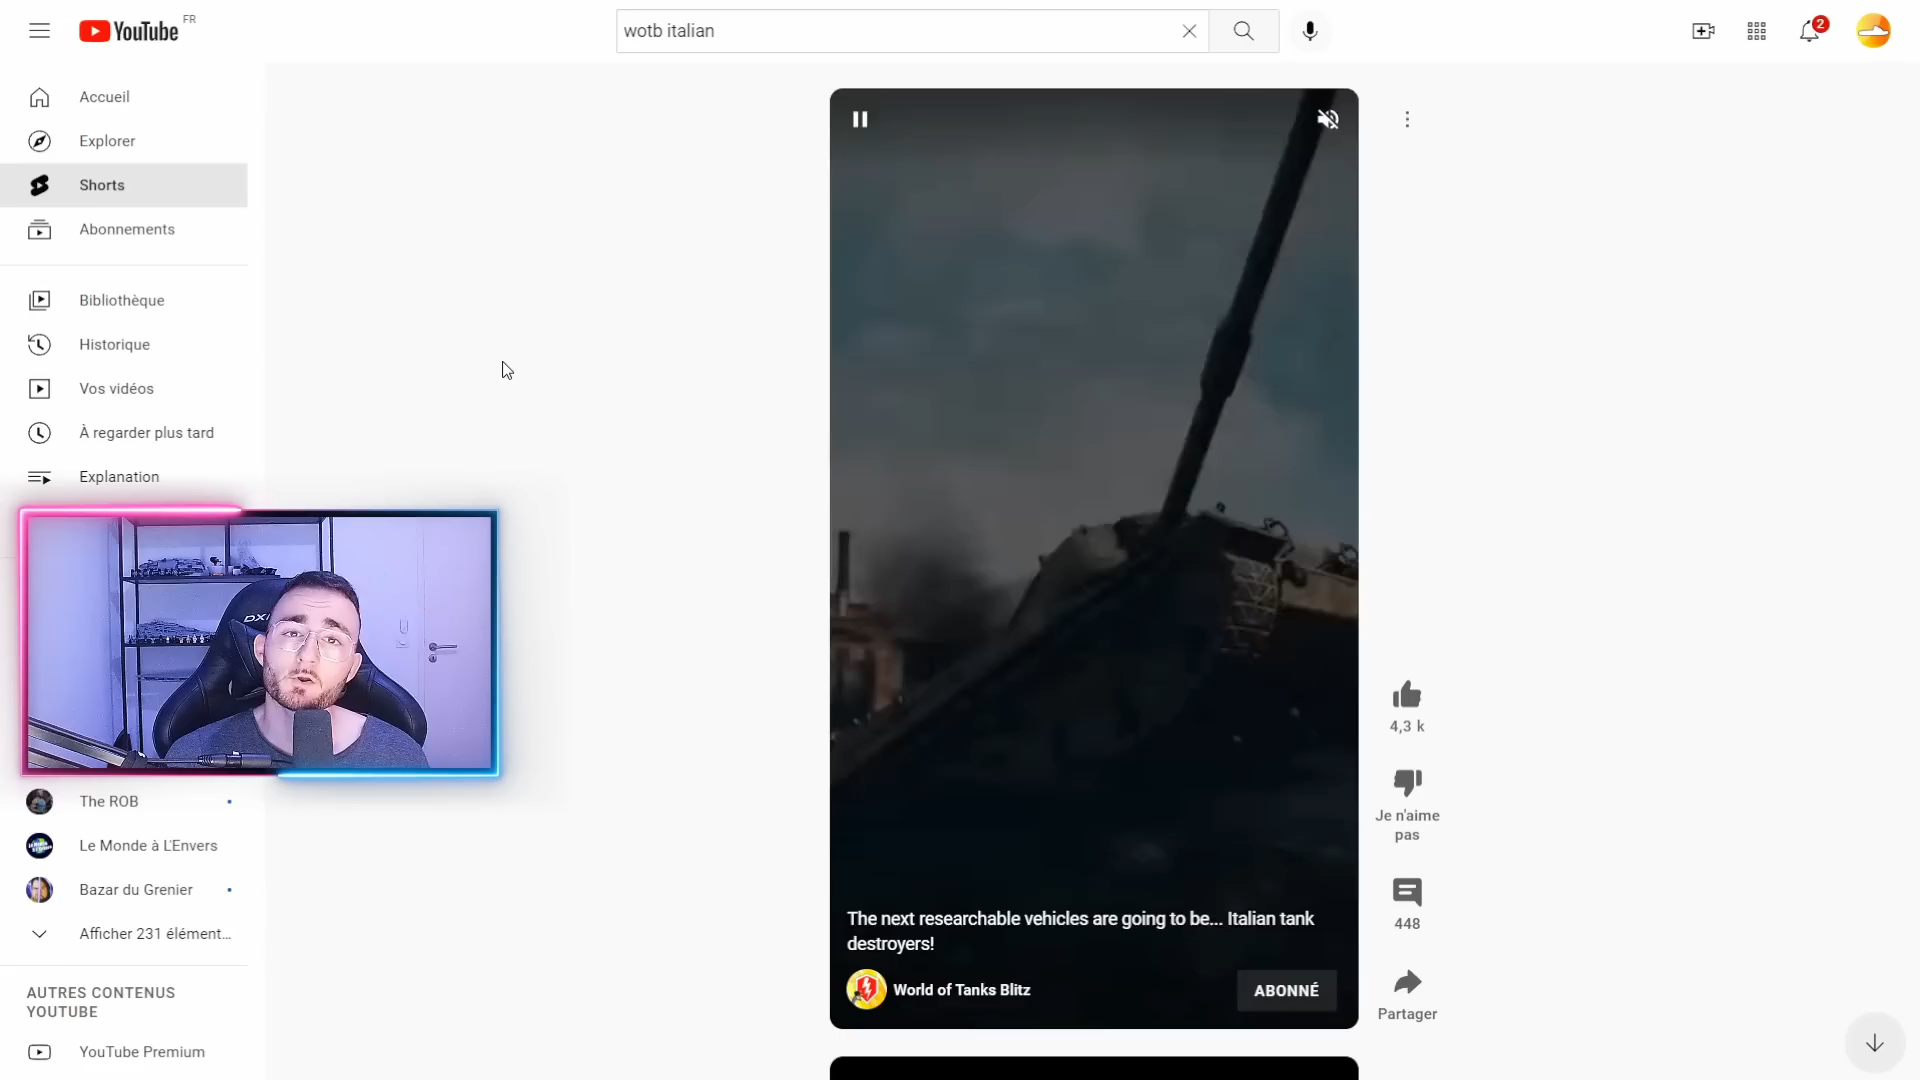 YouTube FR
wotb italian
2
Accueil
Explorer
Shorts
Abonnements
Bibliothèque
Historique
Vos vidéos
À regarder plus tard
Explanation
The ROB
Le Monde à L'Envers
Bazar du Grenier
Afficher 231 élément...
AUTRES CONTENUS
YOUTUBE
YouTube Premium
The next researchable vehicles are going to be... Italian tank
destroyers!
World of Tanks Blitz
ABONNÉ
4,3 k
Je n'aime
pas
448
Partager